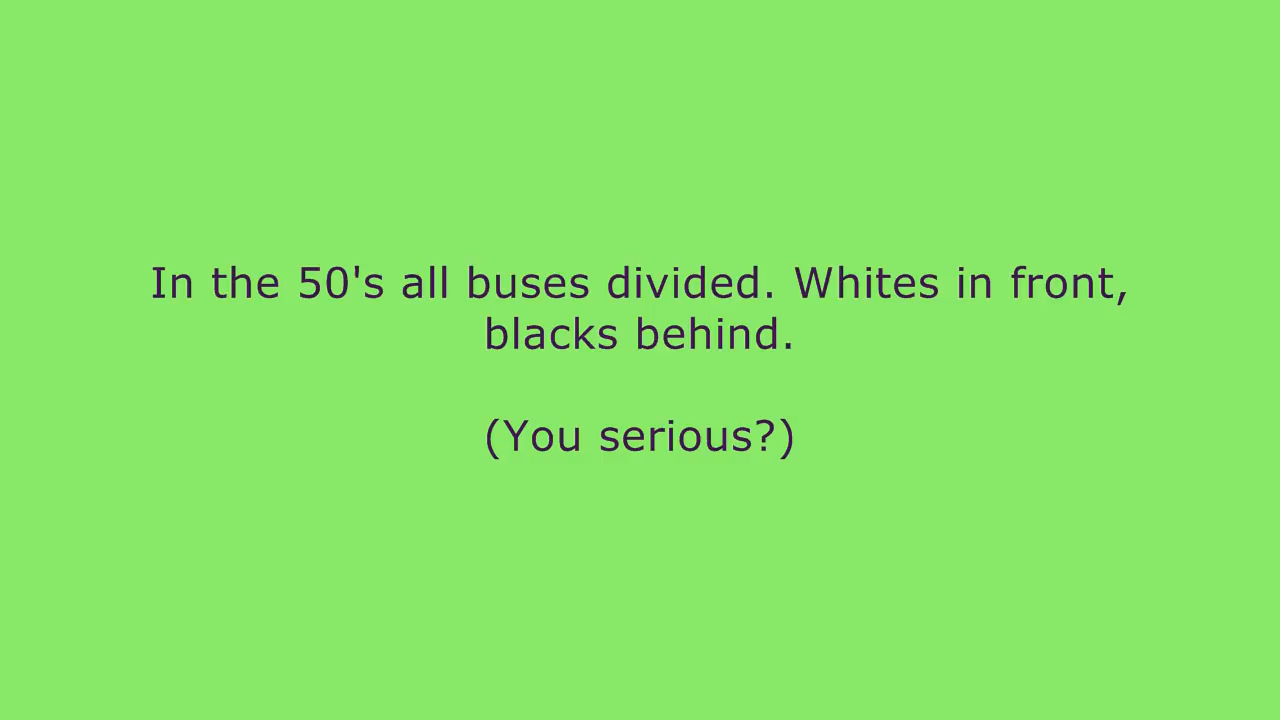 In the 50's all buses divided. Whites in front,
blacks behind.
(You serious?)